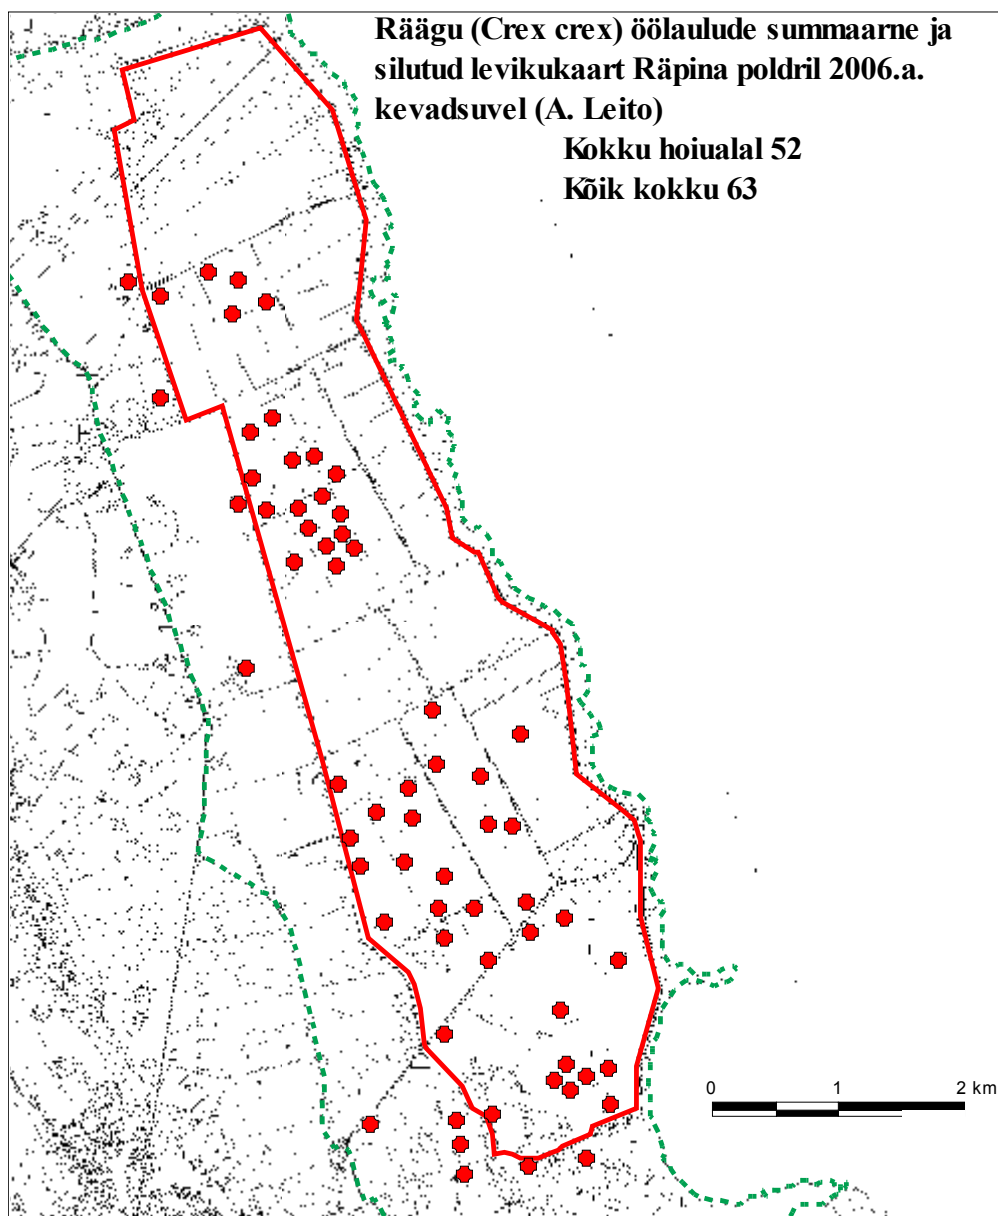 Räägu (Crex crex) öölaulude summaarne ja
silutud levikukaart Räpina poldril 2006.a.
kevadsuvel (A. Leito)
Kokku hoiualal 52
Kõik kokku 63
0 1 2 km